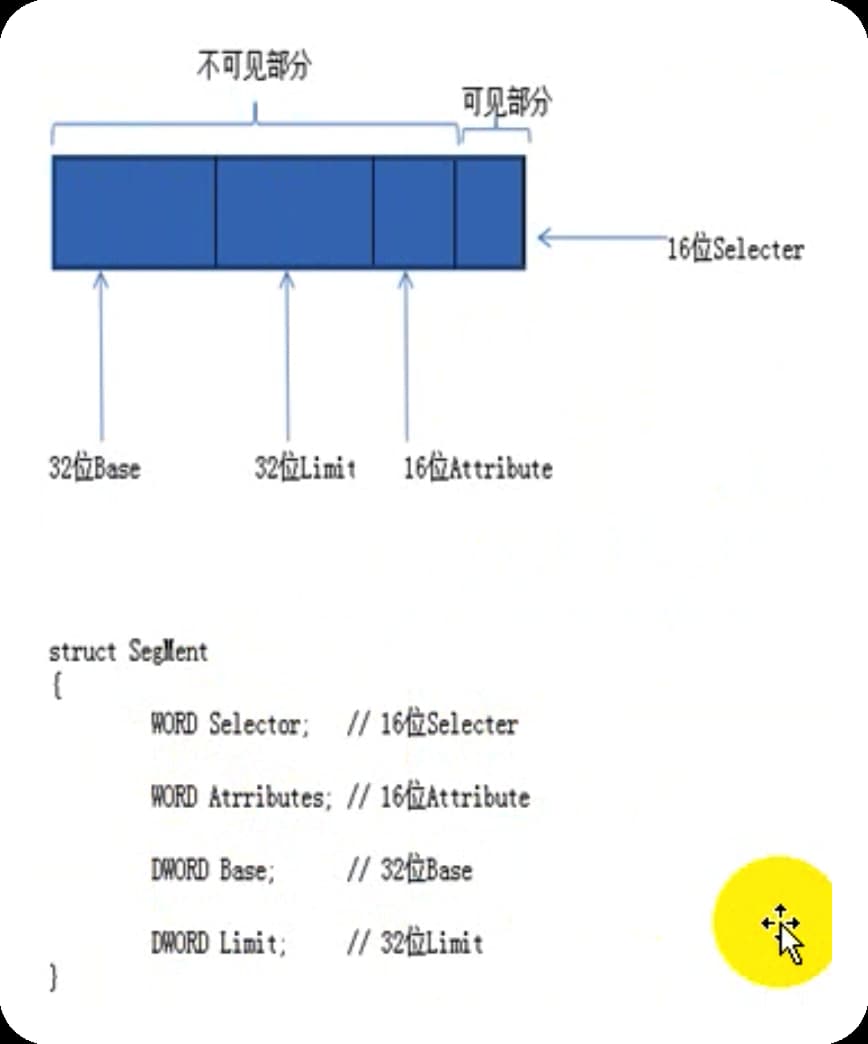 不可见部分
可见部分
16位Selecter
32位Base
32位Limit
16位Attribute
struct SegMent
{
WORD Selector; // 16位Selecter
WORD Atrributes; // 16位Attribute
DWORD Base; // 32位Base
DWORD Limit; // 32位Limit
}